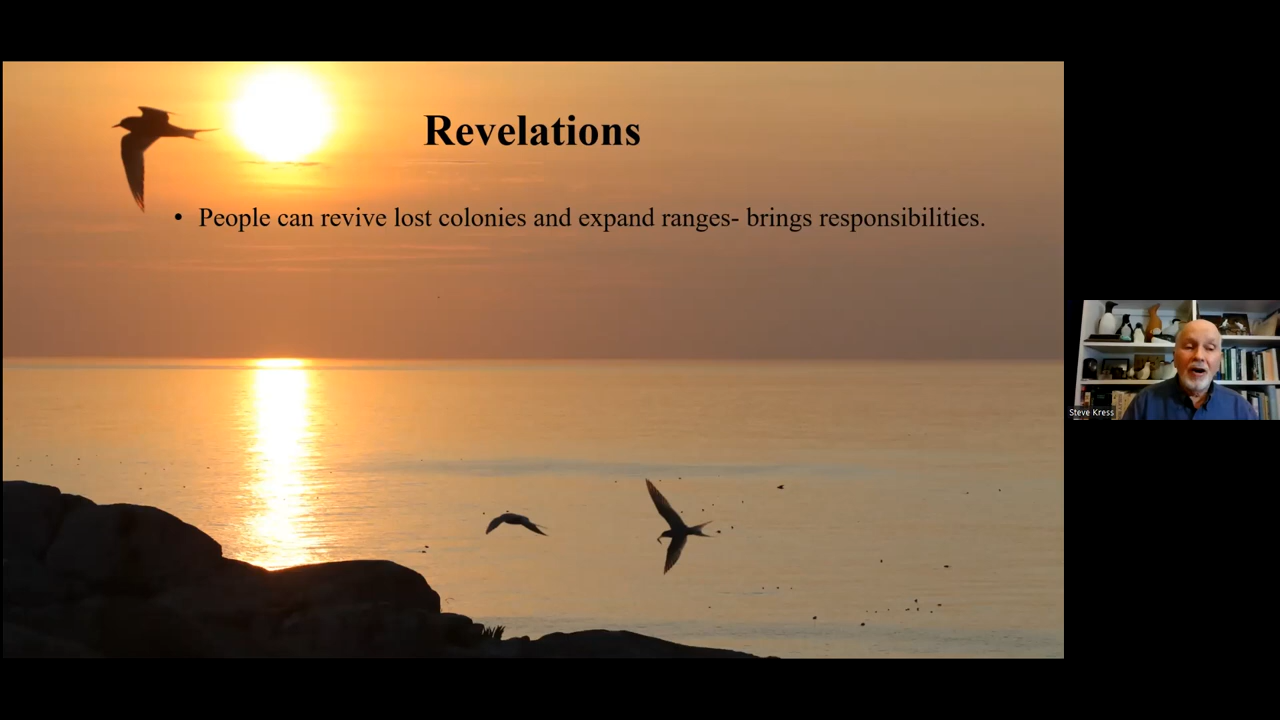 Revelations
• People can revive lost colonies and expand ranges- brings responsibilities.
Steve Kress